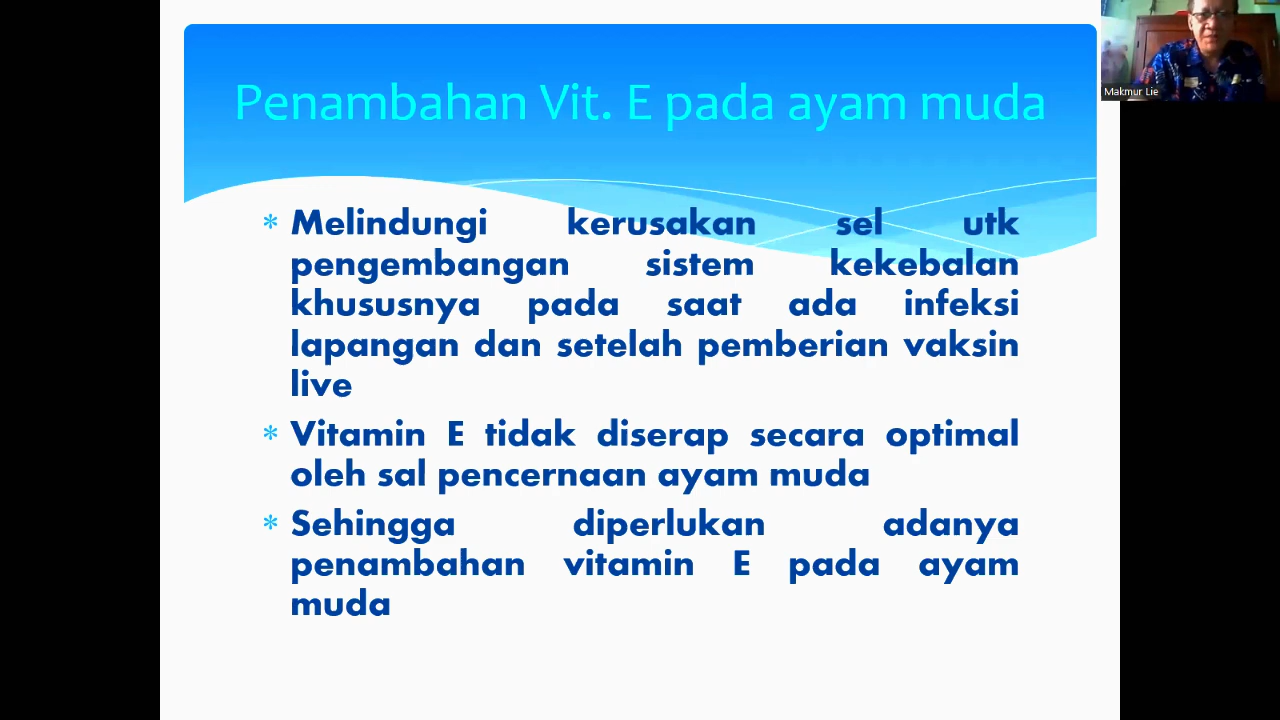 Penambahan Vit. E pada ayam muda
Makmur Lie
* Melindungi kerusakan sel utk
pengembangan sistem kekebalan
khususnya pada saat ada infeksi
lapangan dan setelah pemberian vaksin
live
* Vitamin E tidak diserap secara optimal
oleh sal pencernaan ayam muda
* Sehingga diperlukan adanya
penambahan vitamin E pada ayam
muda